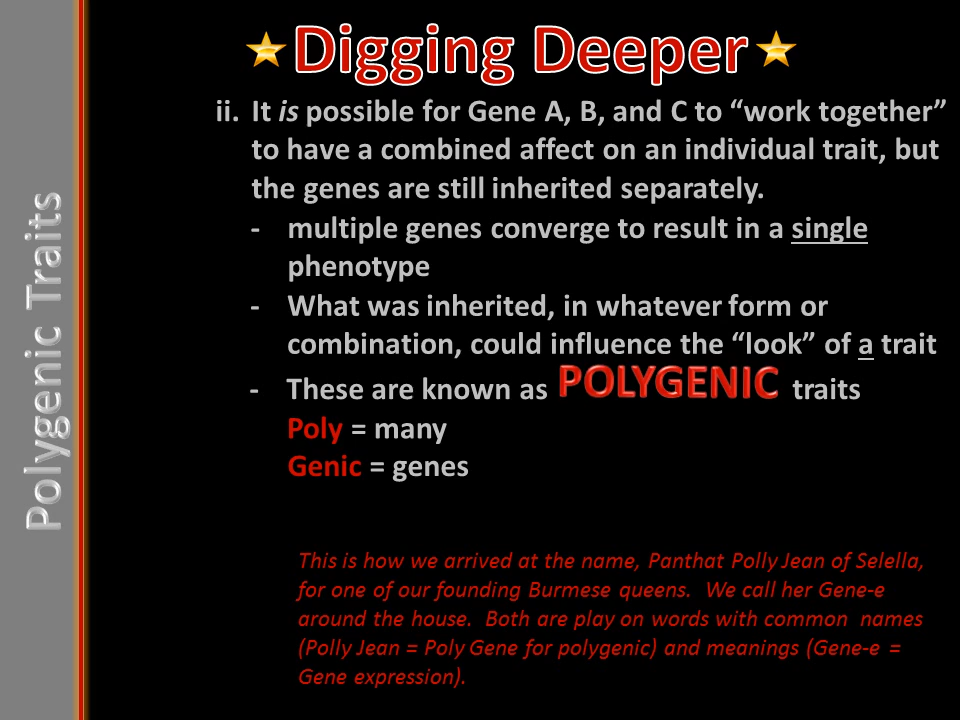 Digging Deeper
Polygenic Traits
ii. It is possible for Gene A, B, and C to “work together”
to have a combined affect on an individual trait, but
the genes are still inherited separately.
- multiple genes converge to result in a single
phenotype
- What was inherited, in whatever form or
combination, could influence the “look” of a trait
- These are known as POLYGENIC traits
Poly = many
Genic = genes
This is how we arrived at the name, Panthat Polly Jean of Selella,
for one of our founding Burmese queens. We call her Gene-e
around the house. Both are play on words with common names
(Polly Jean = Poly Gene for polygenic) and meanings (Gene-e =
Gene expression).